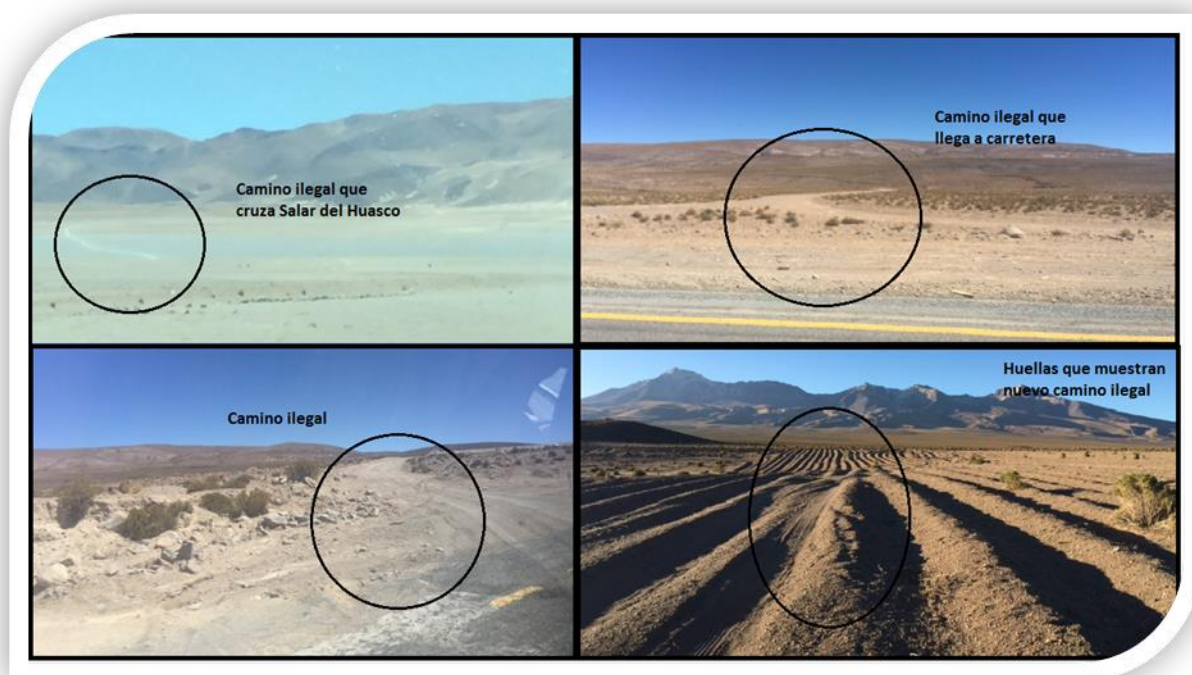 Camino ilegal que
cruza Salar del Huasco
Camino ilegal que
llega a carretera
Camino ilegal
Huellas que muestran
nuevo camino ilegal